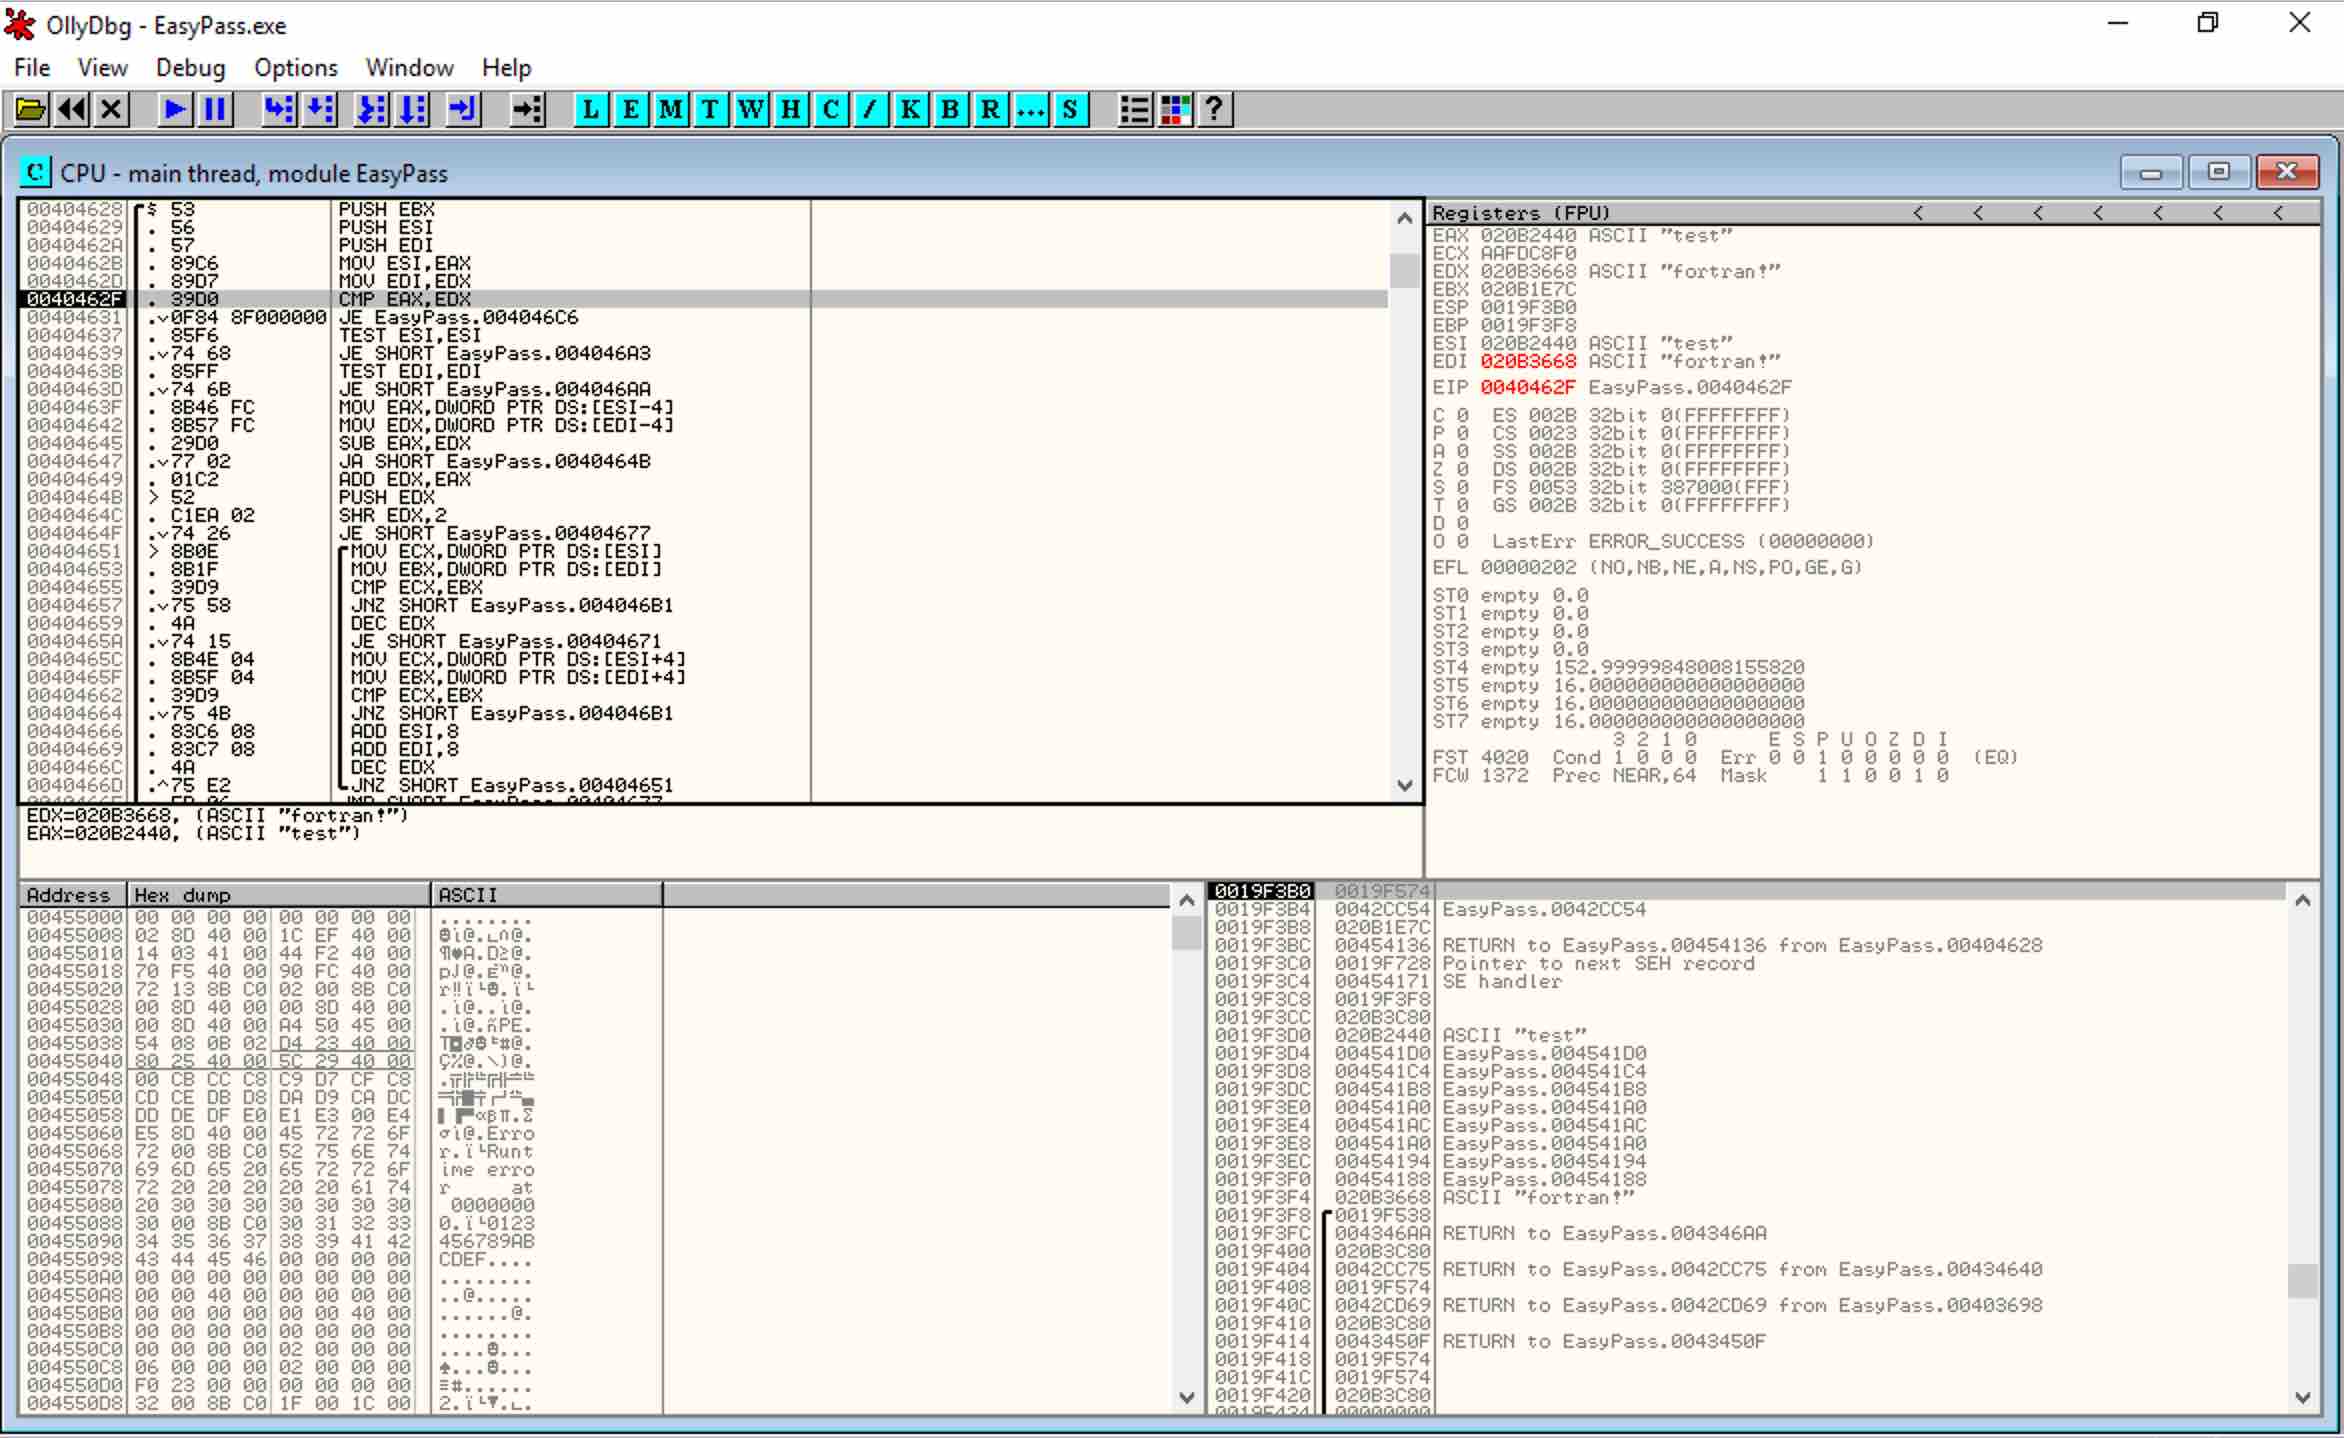 OllyDbg - EasyPass.exe
File View Debug Options Window Help
L E M T W H C / K B R ... S ?
C CPU - main thread, module EasyPass
00404628 $ 53 PUSH EBX
00404629 . 56 PUSH ESI
0040462A . 57 PUSH EDI
0040462B . 89C6 MOV ESI,EAX
0040462D . 89D7 MOV EDI,EDX
0040462F . 39D0 CMP EAX,EDX
00404631 .v0F84 8F000000 JE EasyPass.004046C6
00404637 . 85F6 TEST ESI,ESI
00404639 .v74 68 JE SHORT EasyPass.004046A3
0040463B . 85FF TEST EDI,EDI
0040463D .v74 6B JE SHORT EasyPass.004046AA
0040463F . 8B46 FC MOV EAX,DWORD PTR DS:[ESI-4]
00404642 . 8B57 FC MOV EDX,DWORD PTR DS:[EDI-4]
00404645 . 29D0 SUB EAX,EDX
00404647 .v77 02 JA SHORT EasyPass.0040464B
00404649 . 01C2 ADD EDX,EAX
0040464B > 52 PUSH EDX
0040464C . C1EA 02 SHR EDX,2
0040464F .v74 26 JE SHORT EasyPass.00404677
00404651 > 8B0E MOV ECX,DWORD PTR DS:[ESI]
00404653 . 8B1F MOV EBX,DWORD PTR DS:[EDI]
00404655 . 39D9 CMP ECX,EBX
00404657 .v75 58 JNZ SHORT EasyPass.004046B1
00404659 . 4A DEC EDX
0040465A .v74 15 JE SHORT EasyPass.00404671
0040465C . 8B4E 04 MOV ECX,DWORD PTR DS:[ESI+4]
0040465F . 8B5F 04 MOV EBX,DWORD PTR DS:[EDI+4]
00404662 . 39D9 CMP ECX,EBX
00404664 .v75 4B JNZ SHORT EasyPass.004046B1
00404666 . 83C6 08 ADD ESI,8
00404669 . 83C7 08 ADD EDI,8
0040466C . 4A DEC EDX
0040466D .^75 E2 JNZ SHORT EasyPass.00404651
EDX=020B3668, (ASCII "fortran!")
EAX=020B2440, (ASCII "test")
Registers (FPU) < < < < < < <
EAX 020B2440 ASCII "test"
ECX AAFDC8F0
EDX 020B3668 ASCII "fortran!"
EBX 020B1E7C
ESP 0019F3B0
EBP 0019F3F8
ESI 020B2440 ASCII "test"
EDI 020B3668 ASCII "fortran!"
EIP 0040462F EasyPass.0040462F
C 0 ES 002B 32bit 0(FFFFFFFF)
P 0 CS 0023 32bit 0(FFFFFFFF)
A 0 SS 002B 32bit 0(FFFFFFFF)
Z 0 DS 002B 32bit 0(FFFFFFFF)
S 0 FS 0053 32bit 387000(FFF)
T 0 GS 002B 32bit 0(FFFFFFFF)
D 0
O 0 LastErr ERROR_SUCCESS (00000000)
EFL 00000202 (NO,NB,NE,A,NS,PO,GE,G)
ST0 empty 0.0
ST1 empty 0.0
ST2 empty 0.0
ST3 empty 0.0
ST4 empty 152.99999848008155820
ST5 empty 16.000000000000000000
ST6 empty 16.000000000000000000
ST7 empty 16.000000000000000000
3 2 1 0 E S P U O Z D I
FST 4020 Cond 1 0 0 0 Err 0 0 1 0 0 0 0 0 (EQ)
FCW 1372 Prec NEAR,64 Mask 1 1 0 0 1 0
Address Hex dump ASCII
00455000 00 00 00 00 00 00 00 00 ........
00455008 02 8D 40 00 1C EF 40 00
00455010 14 03 41 00 44 F2 40 00
00455018 70 F5 40 00 90 FC 40 00
00455020 72 13 8B C0 02 00 8B C0
00455028 00 8D 40 00 00 8D 40 00 .ì@..ì@.
00455030 00 8D 40 00 A4 50 45 00 .ì@.ñPE.
00455038 54 08 0B 02 D4 23 40 00
00455040 80 25 40 00 5C 29 40 00 Ç%@.\)@.
00455048 00 CB CC C8 C9 D7 CF C8
00455050 CD CE DB D8 DA D9 CA DC
00455058 DD DE DF E0 E1 E3 00 E4
00455060 E5 8D 40 00 45 72 72 6F σì@.Erro
00455068 72 00 8B C0 52 75 6E 74 r.ï└Runt
00455070 69 6D 65 20 65 72 72 6F ime erro
00455078 72 20 20 20 20 20 61 74 r at
00455080 20 30 30 30 30 30 30 30 0000000
00455088 30 00 8B C0 30 31 32 33 0.ï└0123
00455090 34 35 36 37 38 39 41 42 456789AB
00455098 43 44 45 46 00 00 00 00 CDEF....
004550A0 00 00 00 00 00 00 00 00 ........
004550A8 00 00 40 00 00 00 00 00 ..@.....
004550B0 00 00 00 00 00 00 40 00 ......@.
004550B8 00 00 00 00 00 00 00 00 ........
004550C0 00 00 00 00 02 00 00 00
004550C8 06 00 00 00 02 00 00 00
004550D0 F0 23 00 00 00 00 00 00 ≡#......
004550D8 32 00 8B C0 1F 00 1C 00
0019F3B0 0019F574
0019F3B4 0042CC54 EasyPass.0042CC54
0019F3B8 020B1E7C
0019F3BC 00454136 RETURN to EasyPass.00454136 from EasyPass.00404628
0019F3C0 0019F728 Pointer to next SEH record
0019F3C4 00454171 SE handler
0019F3C8 0019F3F8
0019F3CC 020B3C80
0019F3D0 020B2440 ASCII "test"
0019F3D4 004541D0 EasyPass.004541D0
0019F3D8 004541C4 EasyPass.004541C4
0019F3DC 004541B8 EasyPass.004541B8
0019F3E0 004541A0 EasyPass.004541A0
0019F3E4 004541AC EasyPass.004541AC
0019F3E8 004541A0 EasyPass.004541A0
0019F3EC 00454194 EasyPass.00454194
0019F3F0 00454188 EasyPass.00454188
0019F3F4 020B3668 ASCII "fortran!"
0019F3F8 0019F538
0019F3FC 004346AA RETURN to EasyPass.004346AA
0019F400 020B3C80
0019F404 0042CC75 RETURN to EasyPass.0042CC75 from EasyPass.00434640
0019F408 0019F574
0019F40C 0042CD69 RETURN to EasyPass.0042CD69 from EasyPass.00403698
0019F410 020B3C80
0019F414 0043450F RETURN to EasyPass.0043450F
0019F418 0019F574
0019F41C 0019F574
0019F420 020B3C80